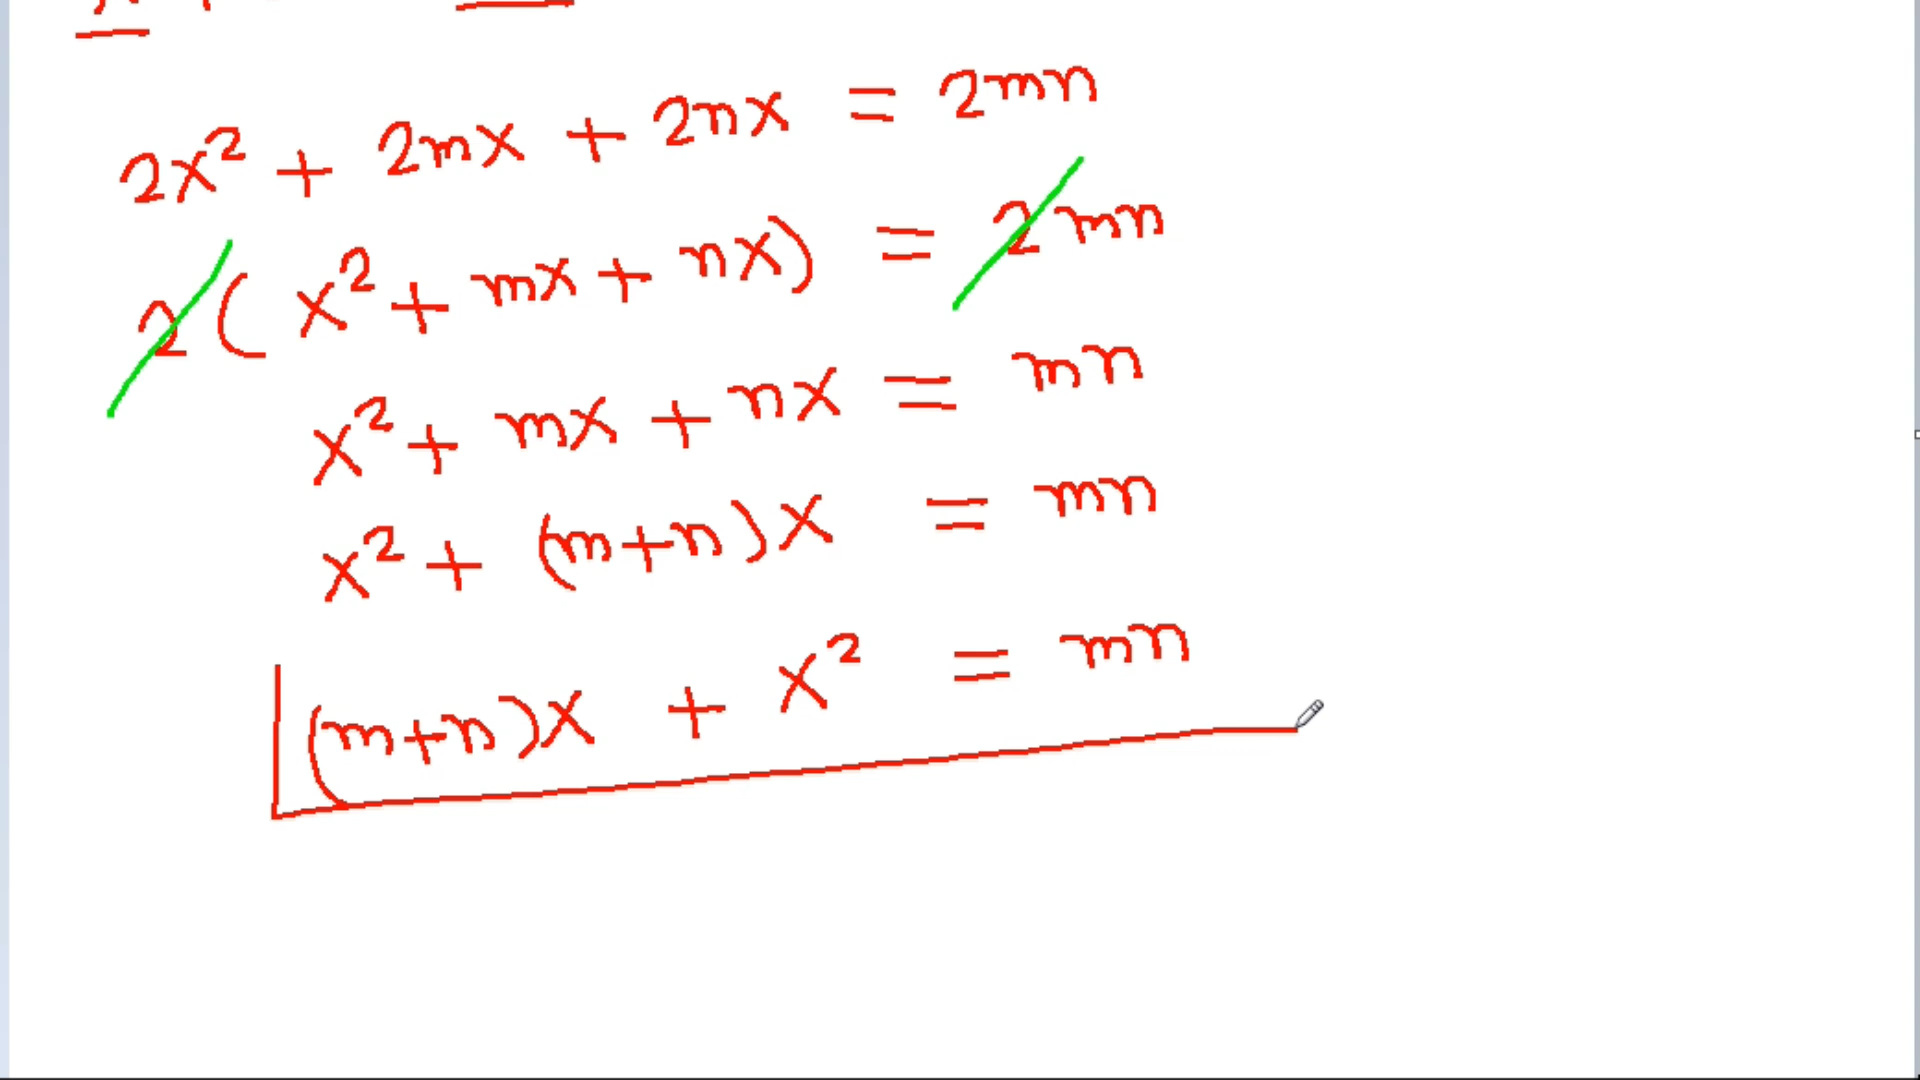 2x² + 2mx + 2nx = 2mn
2(x² + mx + nx) = 2mn
x² + mx + nx = mn
x² + (m+n)x = mn
(m+n)x + x² = mn